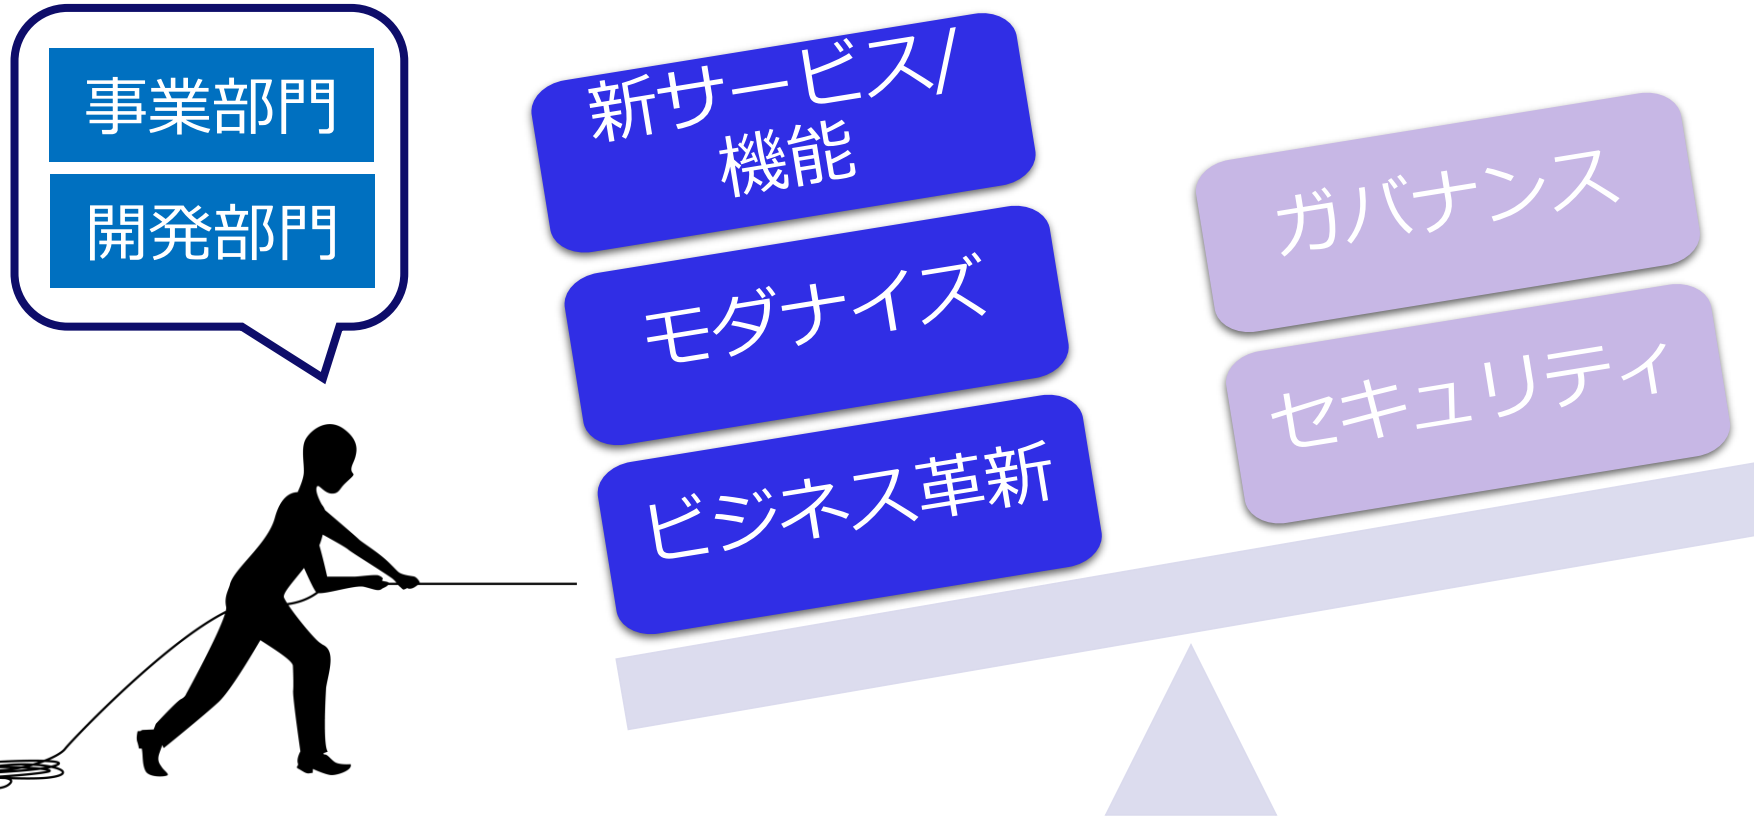 事業部門
開発部門
新サービス/
機能
モダナイズ
ビジネス革新
ガバナンス
セキュリティ